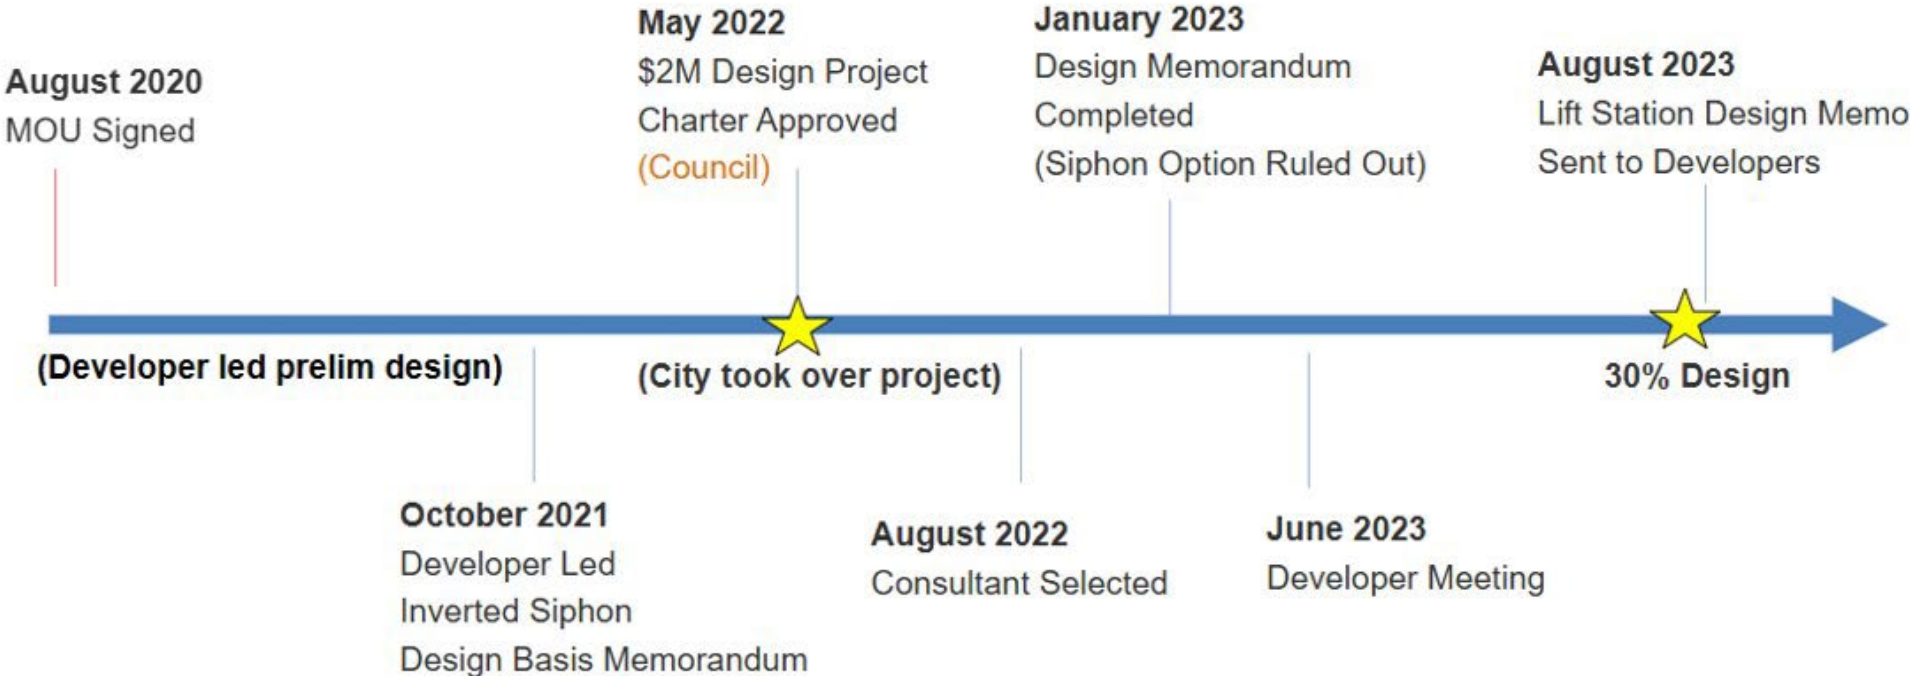 August 2020
MOU Signed
May 2022
$2M Design Project
Charter Approved
(Council)
January 2023
Design Memorandum
Completed
(Siphon Option Ruled Out)
August 2023
Lift Station Design Memo
Sent to Developers
(Developer led prelim design)
(City took over project)
30% Design
October 2021
Developer Led
Inverted Siphon
Design Basis Memorandum
August 2022
Consultant Selected
June 2023
Developer Meeting